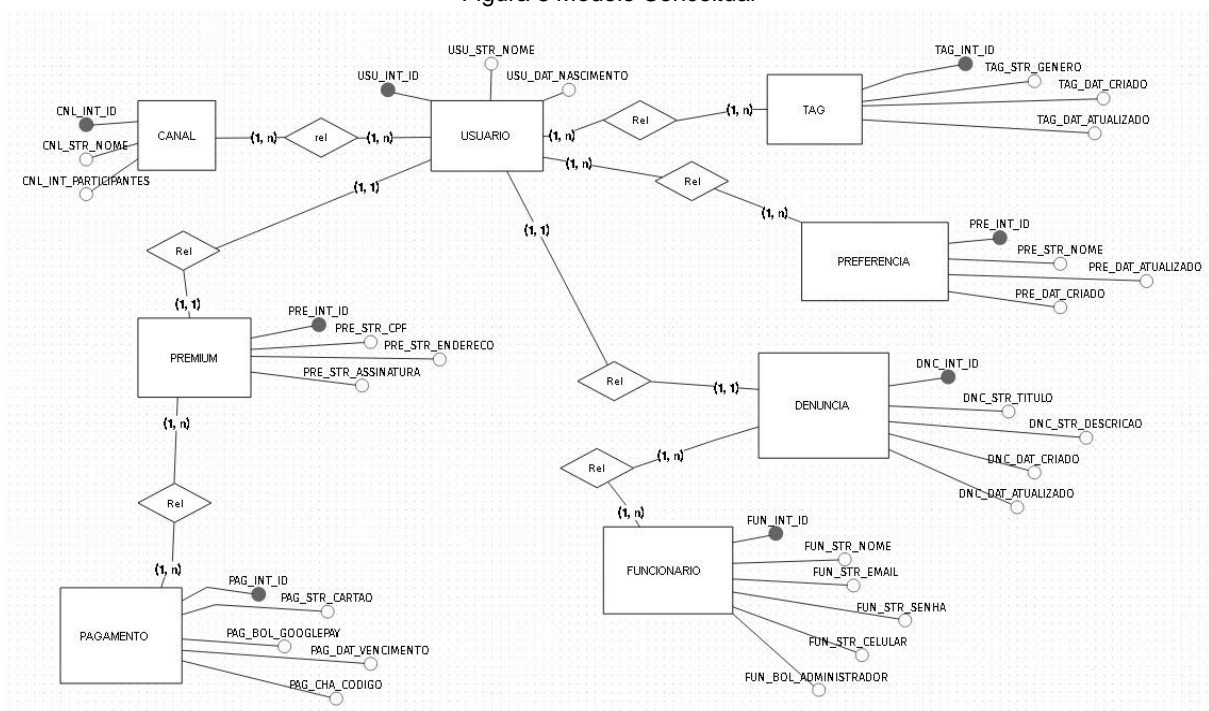 Figura 3 Modelo Conceitual
USU_STR_NOME
USU_INT_ID
USU_DAT_NASCIMENTO
USUARIO
CNL_INT_ID
CNL_STR_NOME
CNL_INT_PARTICIPANTES
CANAL
(1, n)
rel
(1, n)
(1, n)
Rel
(1, n)
TAG
TAG_INT_ID
TAG_STR_GENERO
TAG_DAT_CRIADO
TAG_DAT_ATUALIZADO
(1, n)
Rel
(1, n)
PREFERENCIA
PRE_INT_ID
PRE_STR_NOME
PRE_DAT_ATUALIZADO
PRE_DAT_CRIADO
(1, 1)
Rel
(1, 1)
PREMIUM
PRE_INT_ID
PRE_STR_CPF
PRE_STR_ENDERECO
PRE_STR_ASSINATURA
(1, 1)
Rel
(1, 1)
DENUNCIA
DNC_INT_ID
DNC_STR_TITULO
DNC_STR_DESCRICAO
DNC_DAT_CRIADO
DNC_DAT_ATUALIZADO
(1, n)
Rel
(1, n)
FUNCIONARIO
FUN_INT_ID
FUN_STR_NOME
FUN_STR_EMAIL
FUN_STR_SENHA
FUN_STR_CELULAR
FUN_BOL_ADMINISTRADOR
(1, n)
Rel
(1, n)
PAGAMENTO
PAG_INT_ID
PAG_STR_CARTAO
PAG_BOL_GOOGLEPAY
PAG_DAT_VENCIMENTO
PAG_CHA_CODIGO